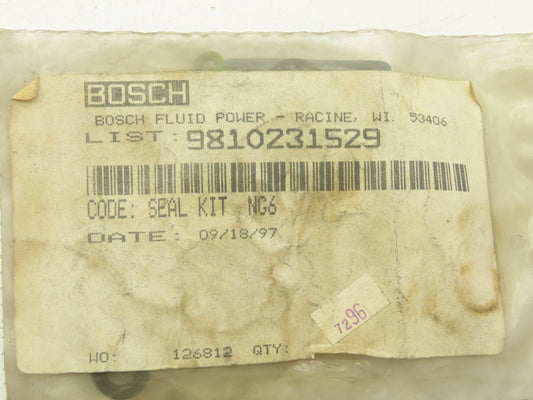 BOSCH
BOSCH FLUID POWER - RACINE, WI. 53406
LIST: 9810231529
CODE: SEAL KIT NG6
DATE: 09/18/97
7296
WO: 126812 QTY: